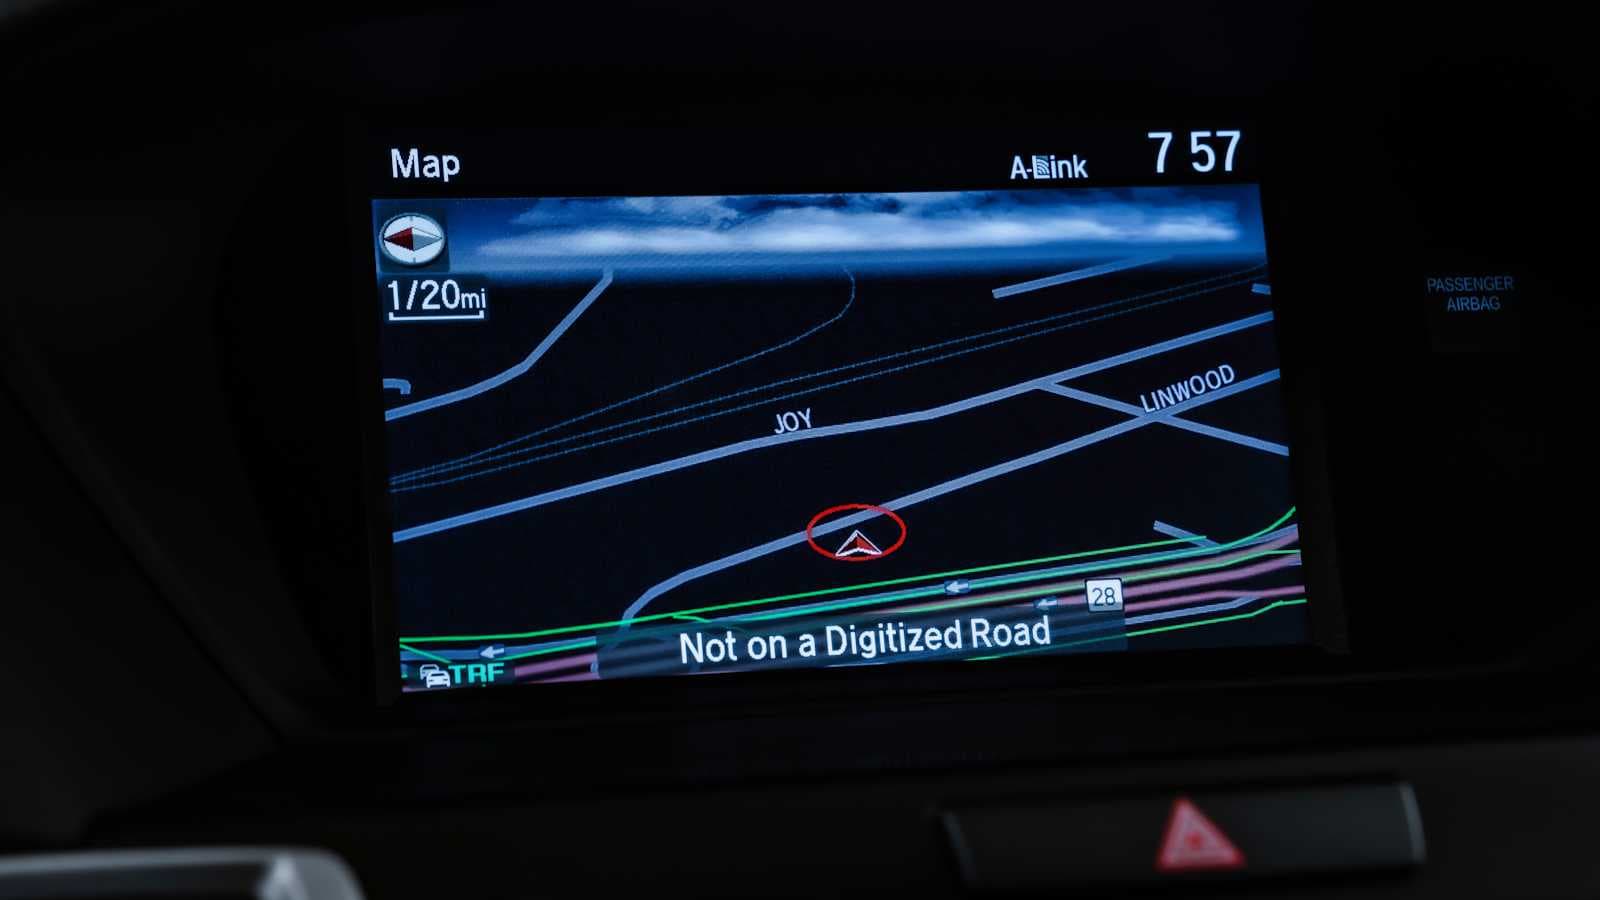 Map
A-Link
7 57
1/20mi
JOY
LINWOOD
28
Not on a Digitized Road
TRF
PASSENGER
AIRBAG